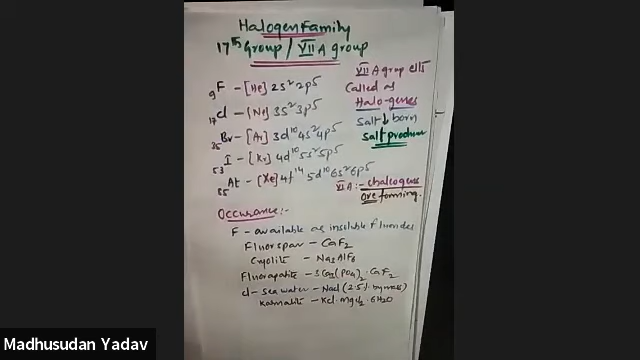 Halogen Family
17th Group / VII A group
9F - [He] 2s² 2p5
17Cl - [Ne] 3s² 3p5
35Br - [Ar] 3d10 4s² 4p5
53I - [Kr] 4d10 5s² 5p5
85At - [Xe] 4f14 5d10 6s² 6p5
VII A group elts
Called as
Halo-genes
Salt ↓ born
Salt producer
VI A :- chalcogens
Ore forming.
Occurance:-
F - available as insoluble fluorides
Fluorspar - CaF2
Cryolite - Na3AlF6
Fluorapatite - 3Ca3(PO4)2·CaF2
Cl - Sea water - NaCl (2.5% by mass)
Karnalite - KCl·MgCl2·6H2O
Madhusudan Yadav